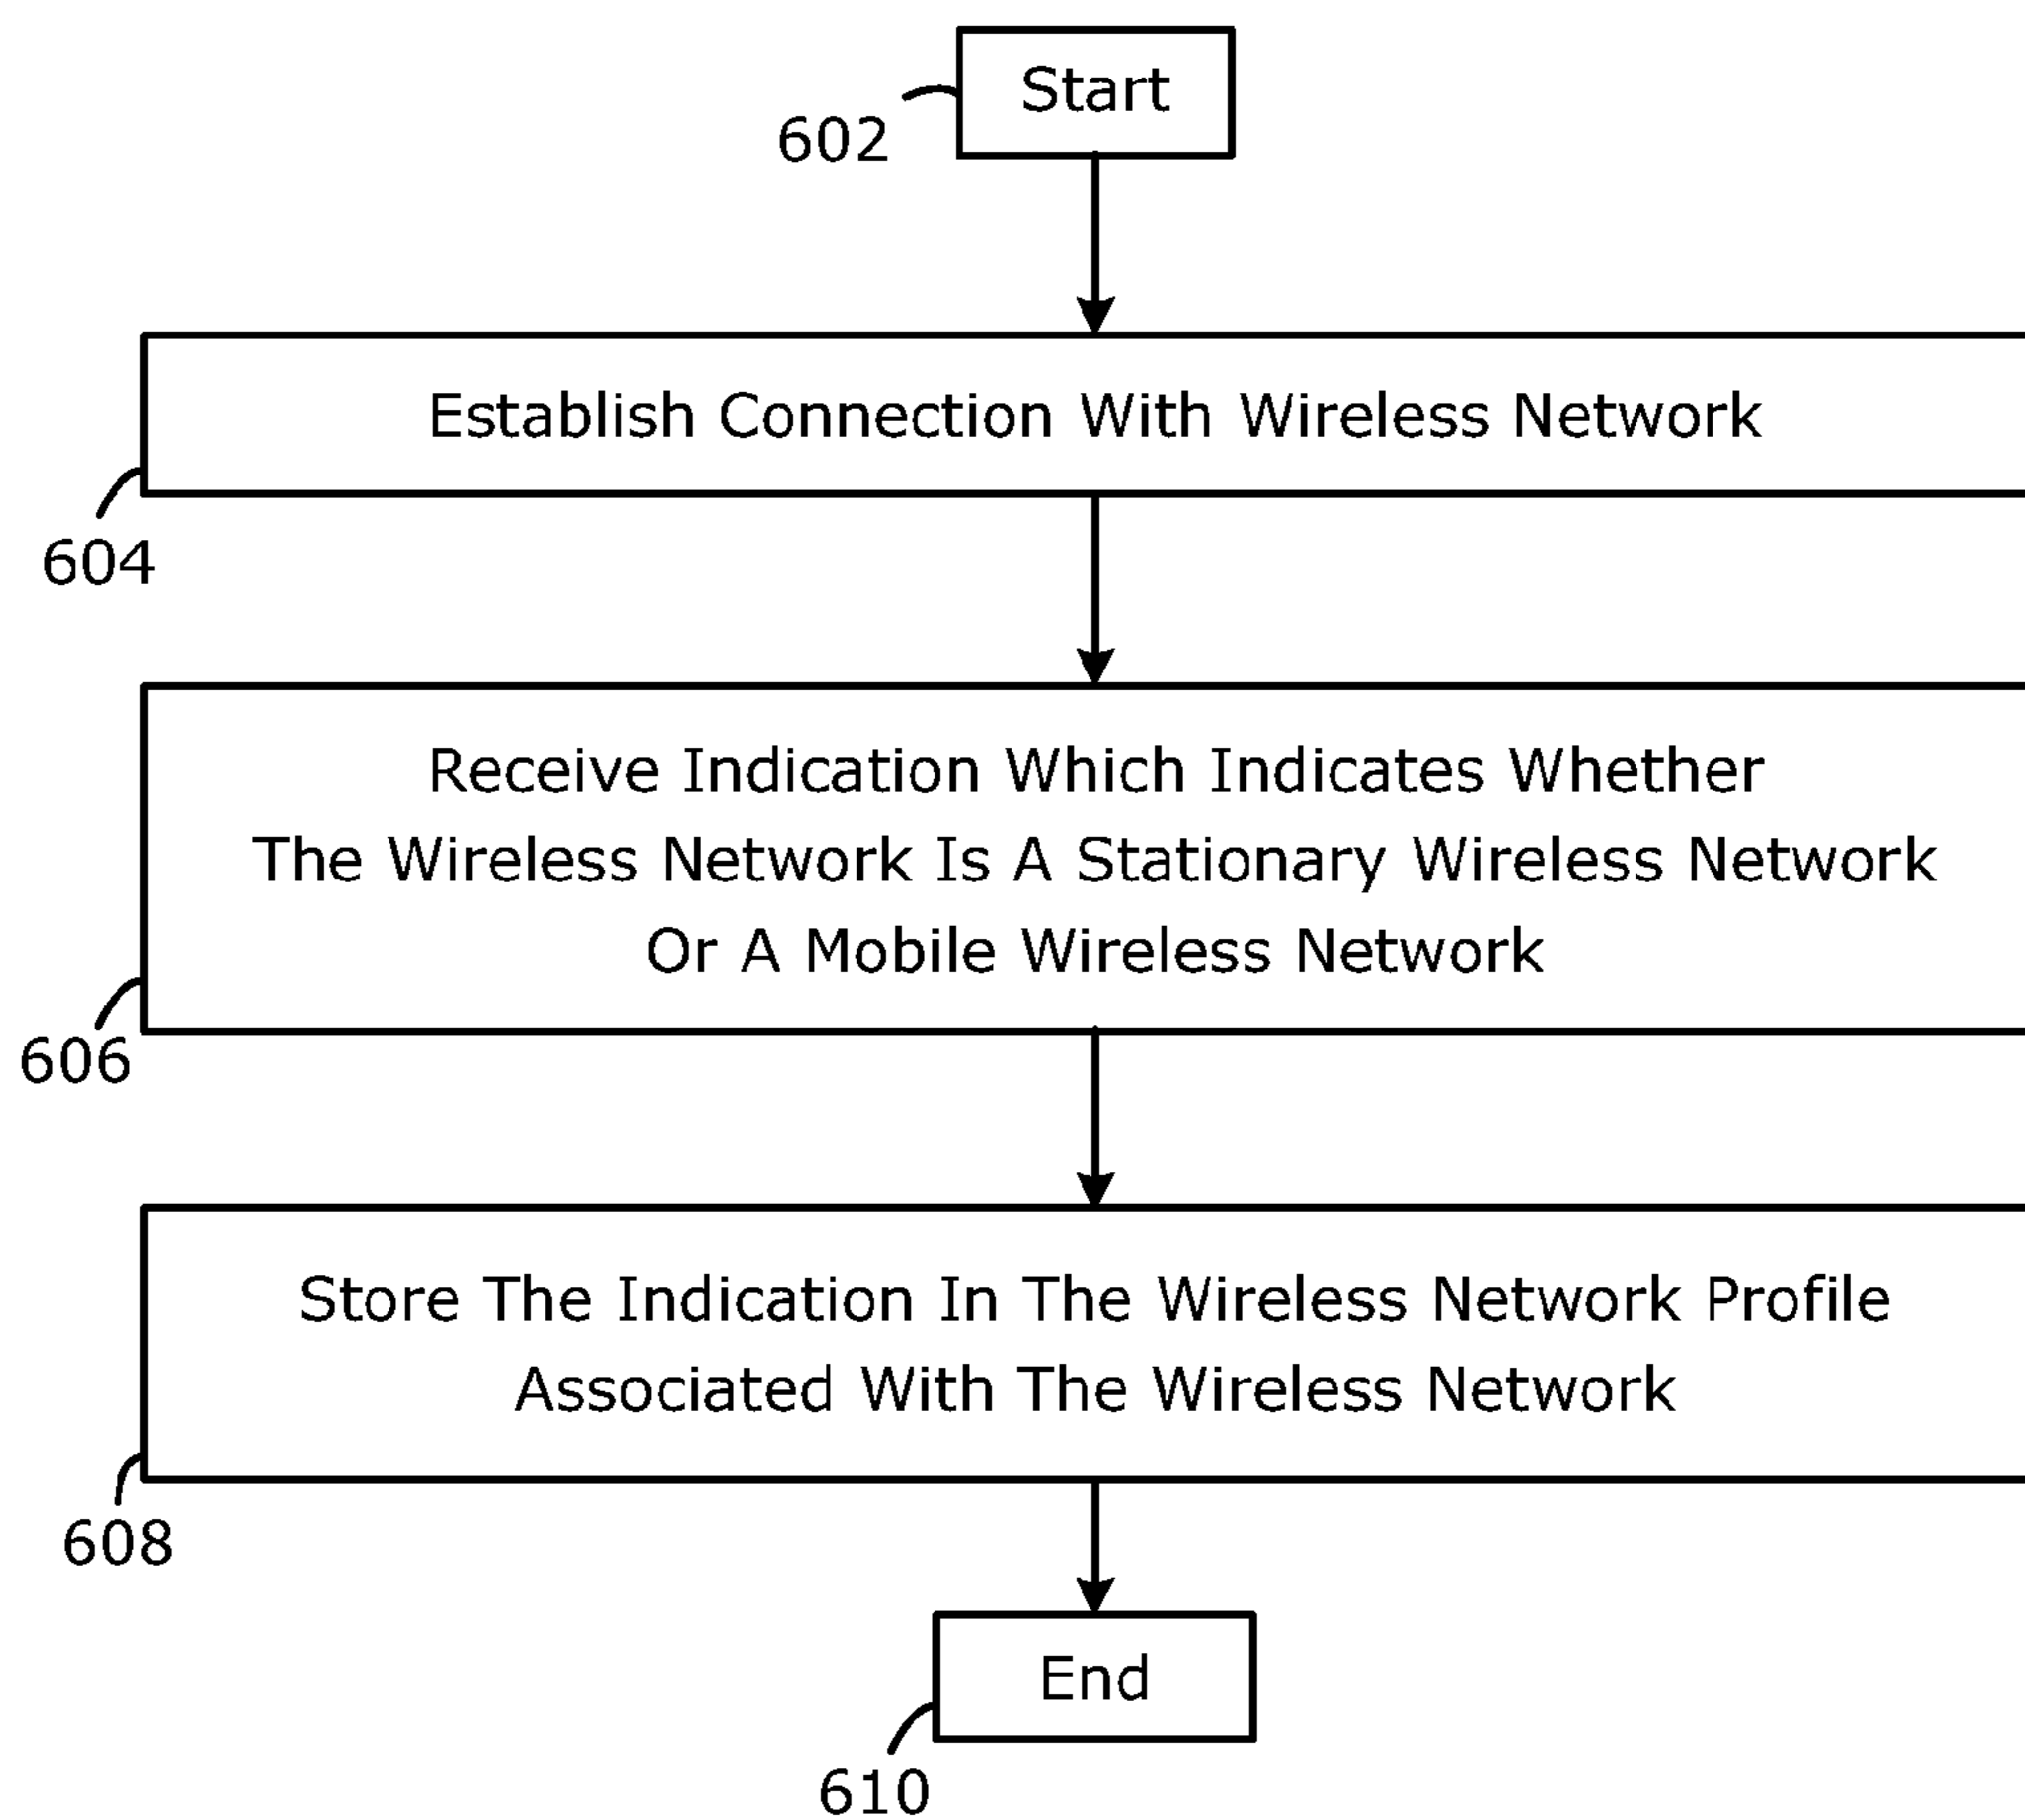 Start
602
Establish Connection With Wireless Network
604
Receive Indication Which Indicates Whether
The Wireless Network Is A Stationary Wireless Network
Or A Mobile Wireless Network
606
Store The Indication In The Wireless Network Profile
Associated With The Wireless Network
608
End
610